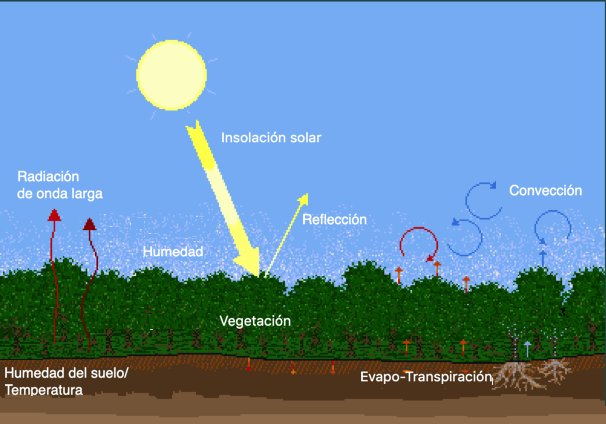 Insolación solar
Radiación
de onda larga
Convección
Reflección
Humedad
Vegetación
Humedad del suelo/
Temperatura
Evapo-Transpiración